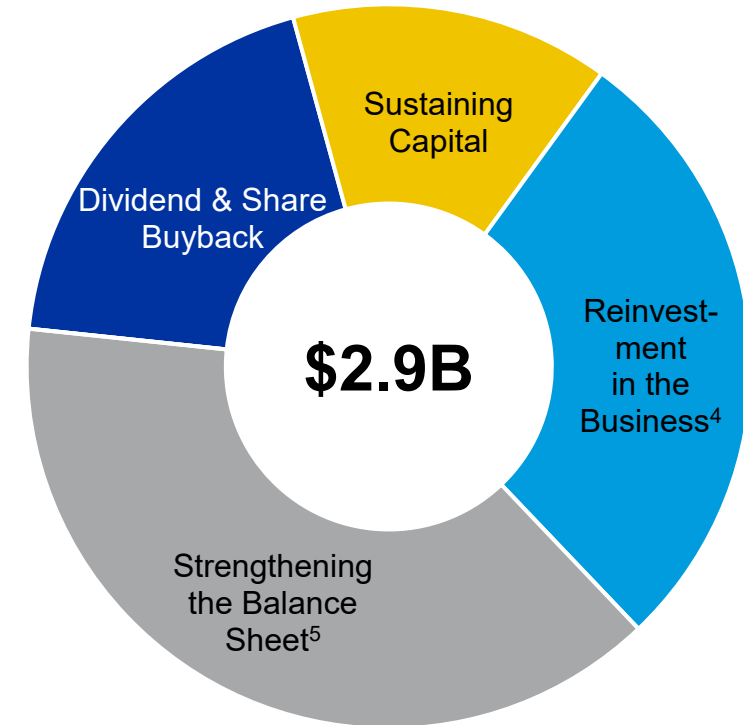 Sustaining
Capital
Dividend & Share
Buyback
Reinvest-
ment
in the
Business⁴
$2.9B
Strengthening
the Balance
Sheet⁵